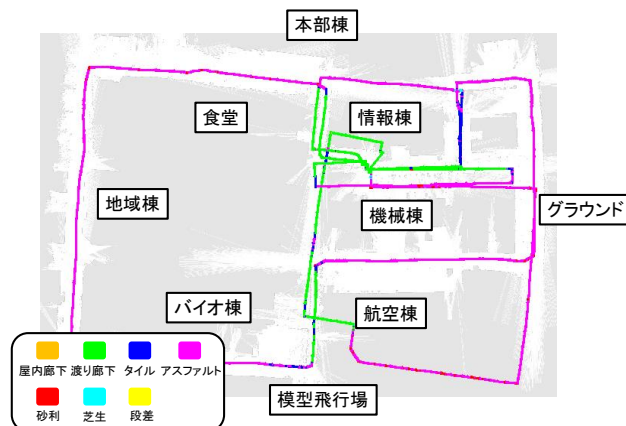 本部棟
食堂
情報棟
地域棟
機械棟
グラウンド
バイオ棟
航空棟
屋内廊下 渡り廊下 タイル アスファルト
砂利 芝生 段差
模型飛行場